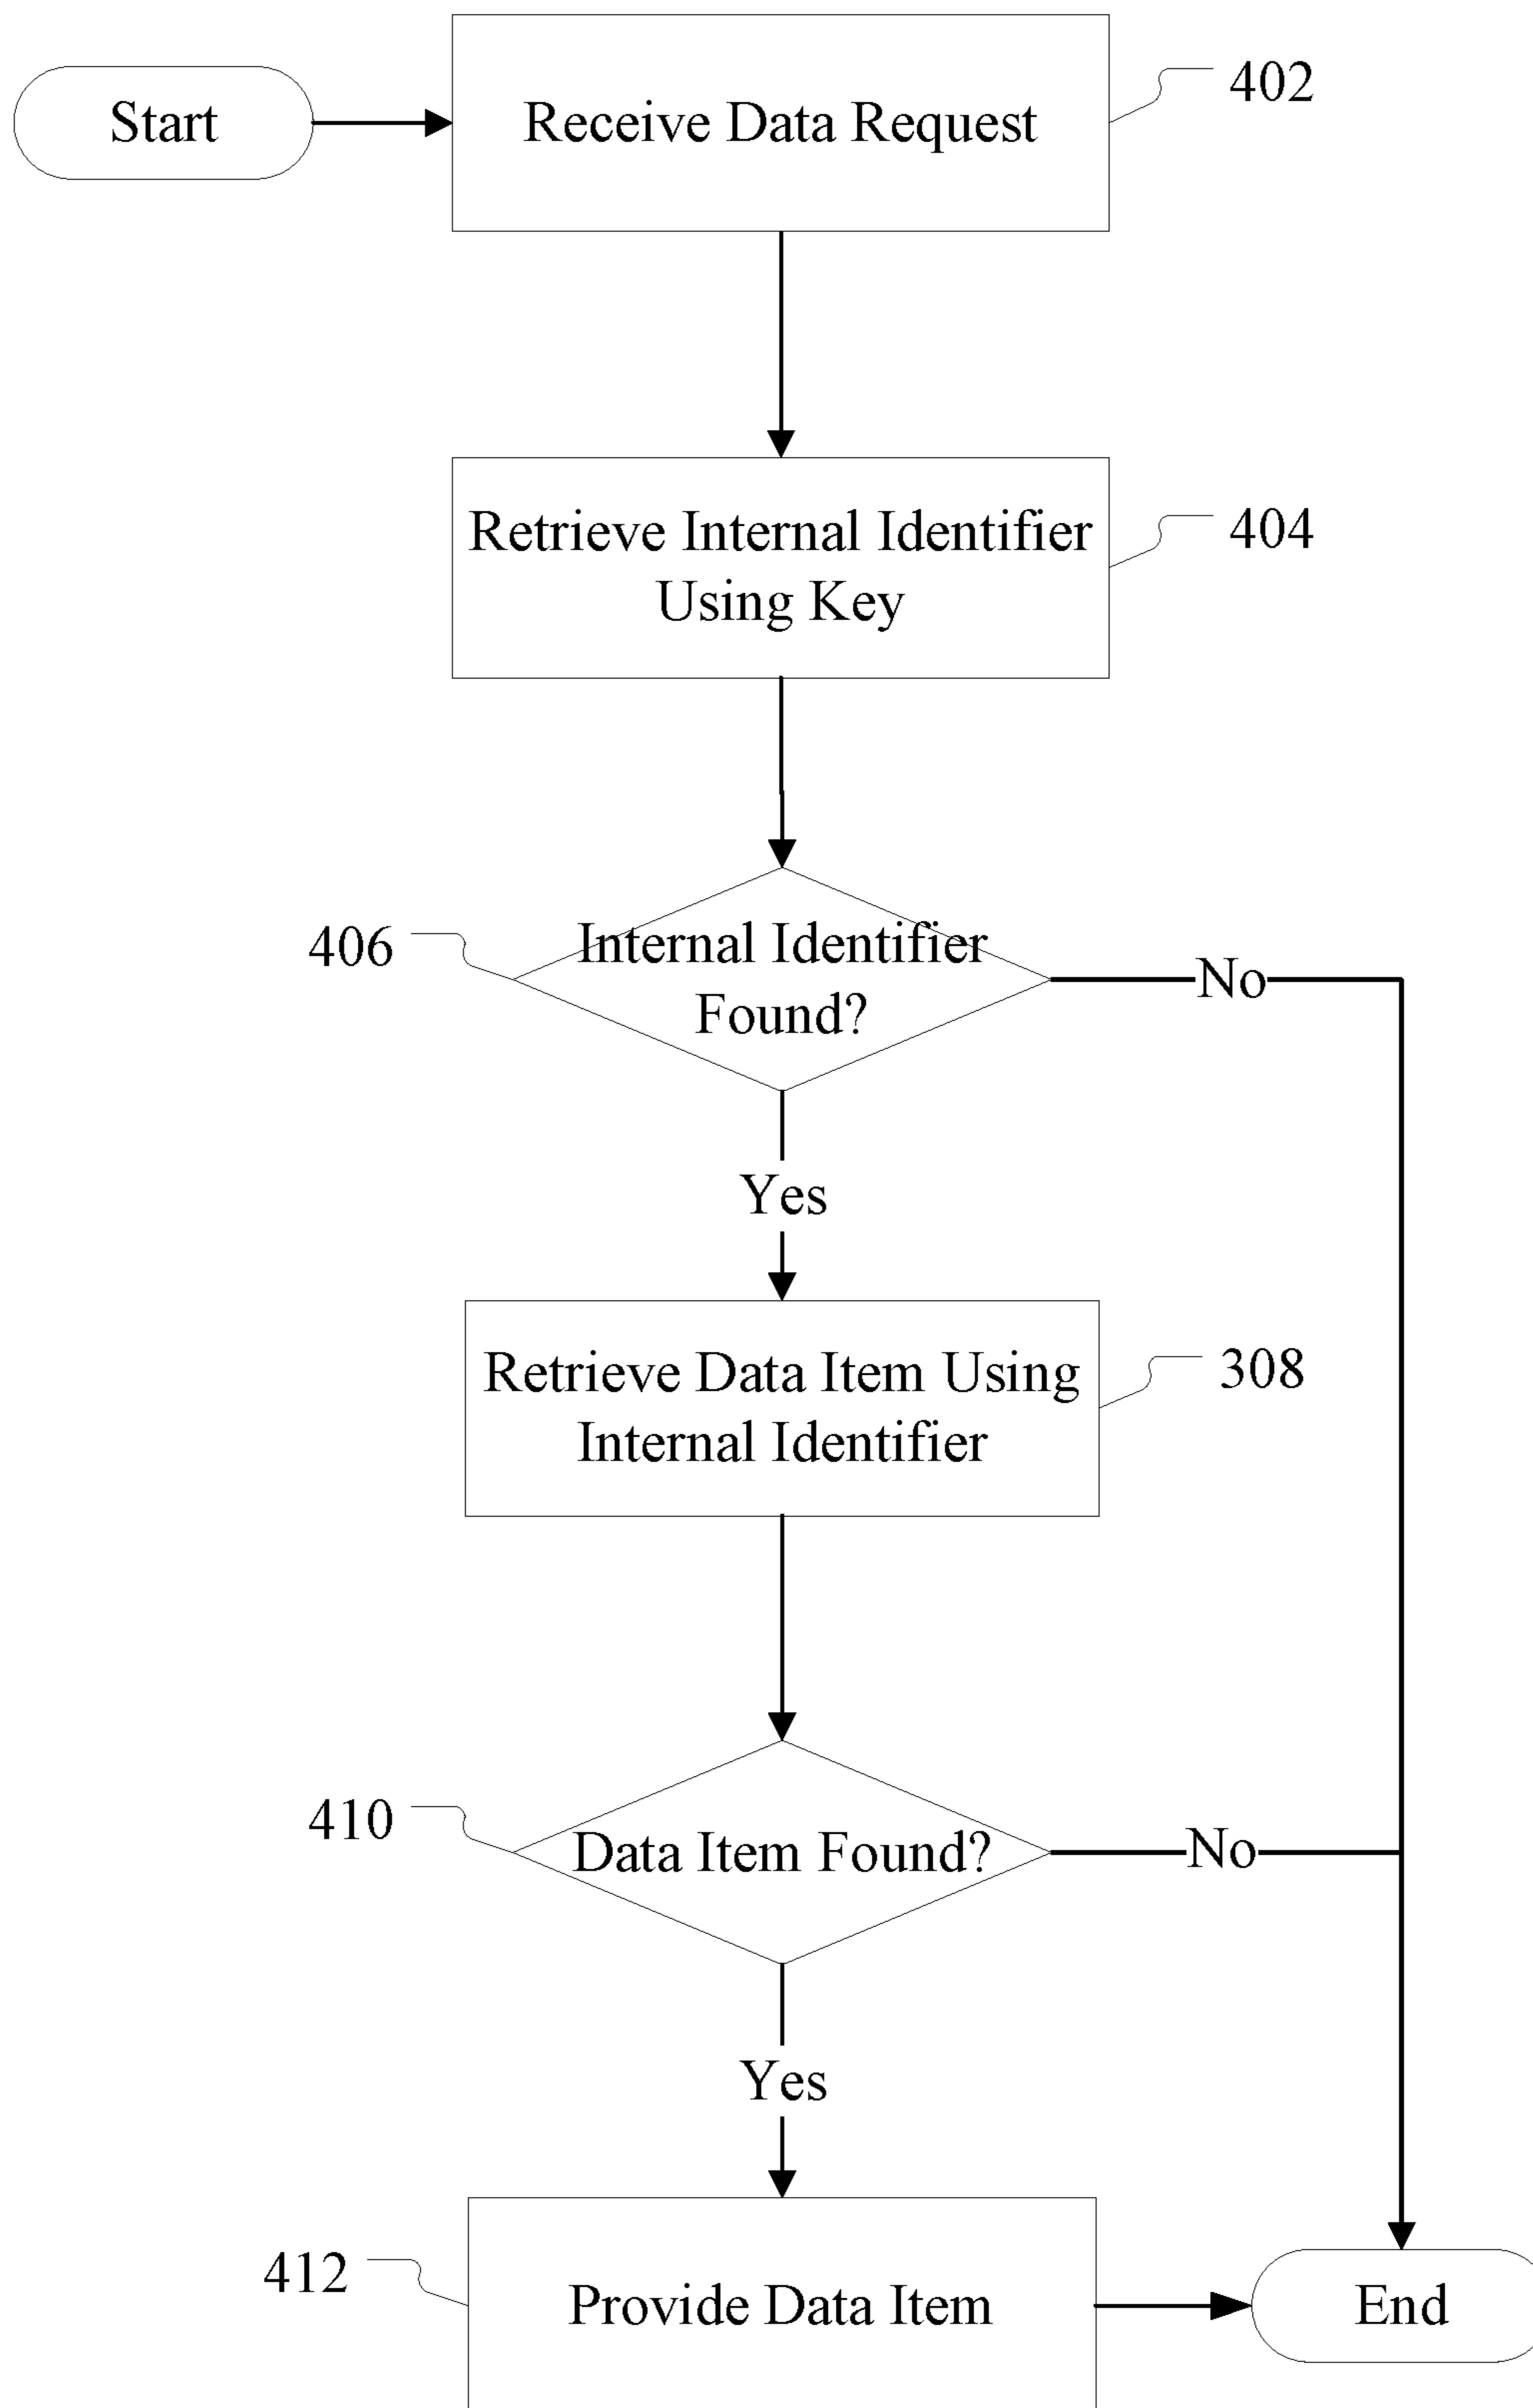 Start
Receive Data Request
402
Retrieve Internal Identifier
Using Key
404
406
Internal Identifier
Found?
No
Yes
Retrieve Data Item Using
Internal Identifier
308
410
Data Item Found?
No
Yes
412
Provide Data Item
End